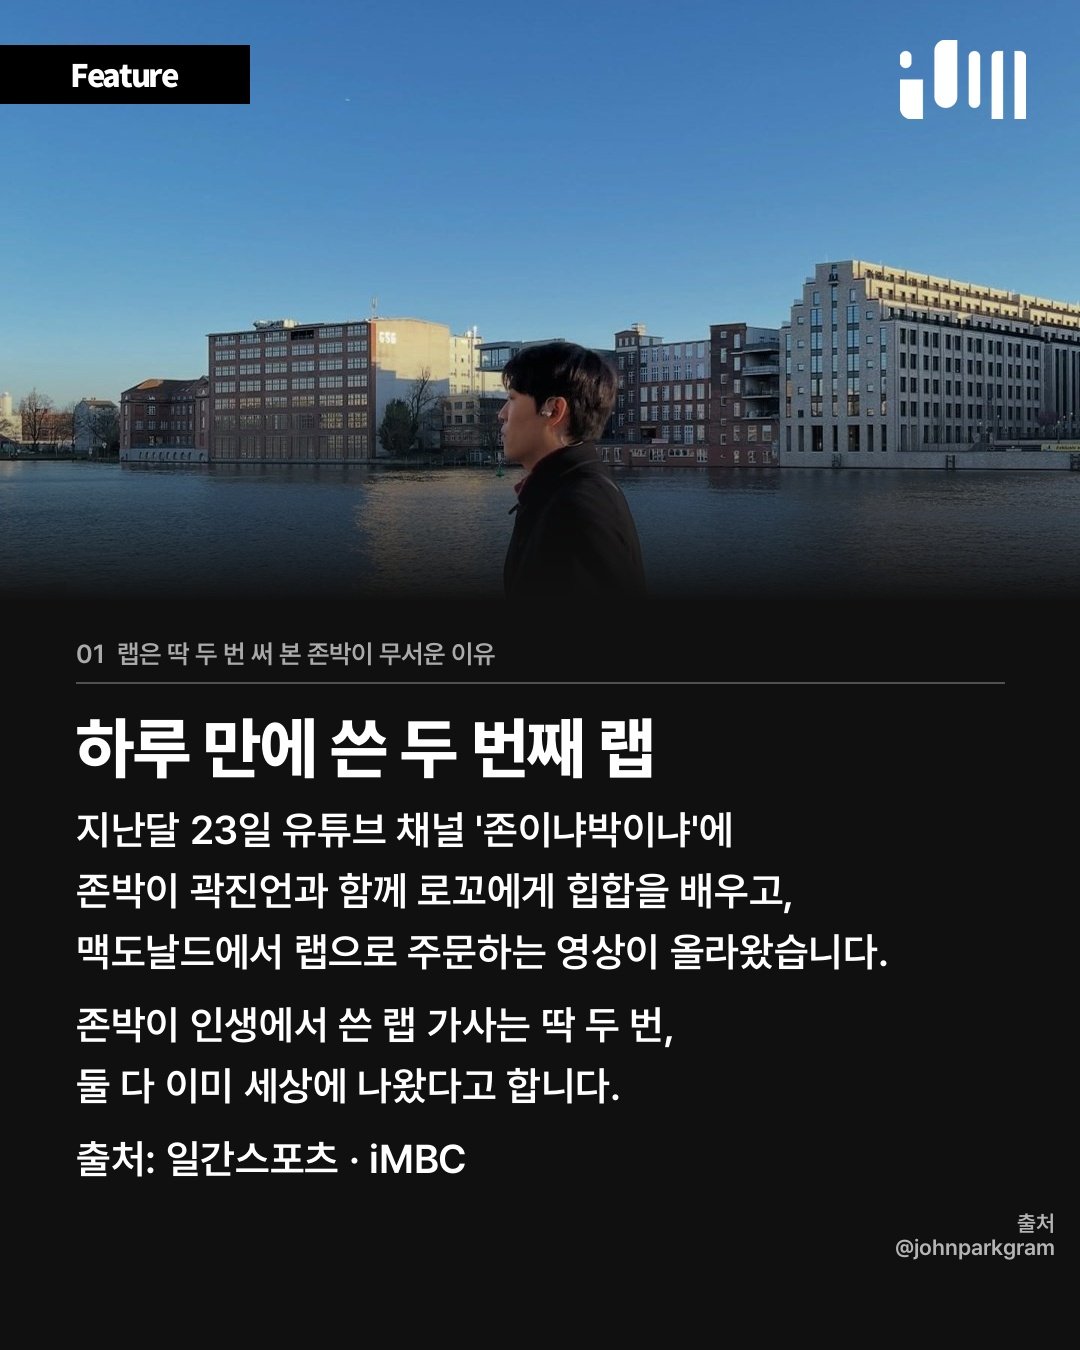 Feature
GSG
01 랩은 딱 두 번 써 본 존박이 무서운 이유
하루 만에 쓴 두 번째 랩
지난달 23일 유튜브 채널 '존이냐박이냐'에
존박이 곽진언과 함께 로꼬에게 힙합을 배우고,
맥도날드에서 랩으로 주문하는 영상이 올라왔습니다.
존박이 인생에서 쓴 랩 가사는 딱 두 번,
둘 다 이미 세상에 나왔다고 합니다.
출처: 일간스포츠 · iMBC
출처
@johnparkgram